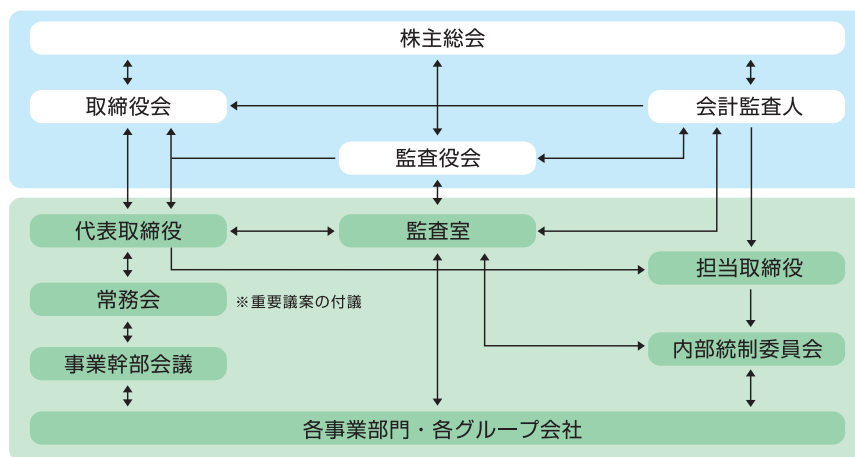 株主総会
取締役会
会計監査人
監査役会
代表取締役
監査室
担当取締役
常務会
※重要議案の付議
内部統制委員会
事業幹部会議
各事業部門・各グループ会社